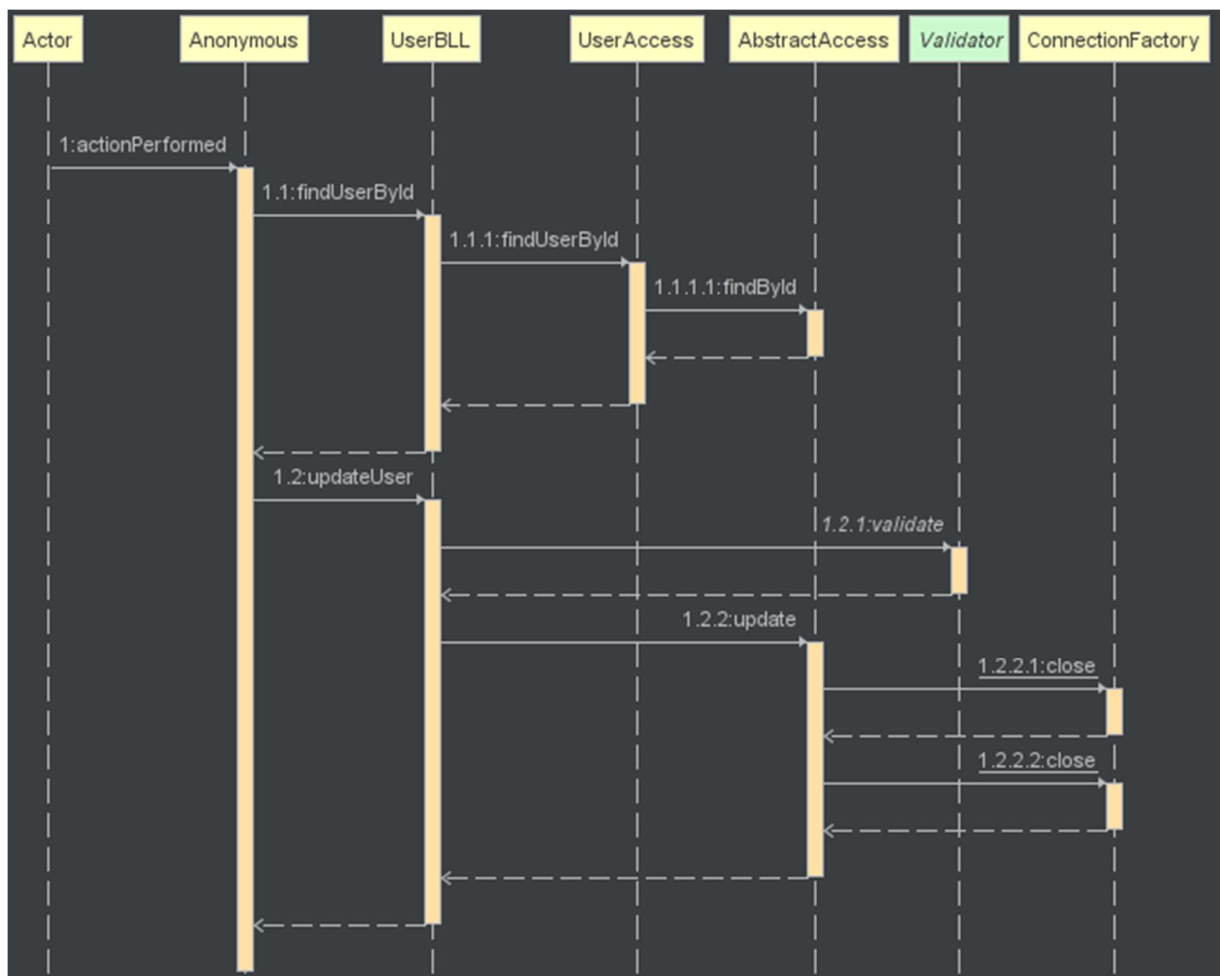 Actor Anonymous UserBLL UserAccess AbstractAccess Validator ConnectionFactory
1:actionPerformed
1.1:findUserById
1.1.1:findUserById
1.1.1.1:findById
1.2:updateUser
1.2.1:validate
1.2.2:update
1.2.2.1:close
1.2.2.2:close